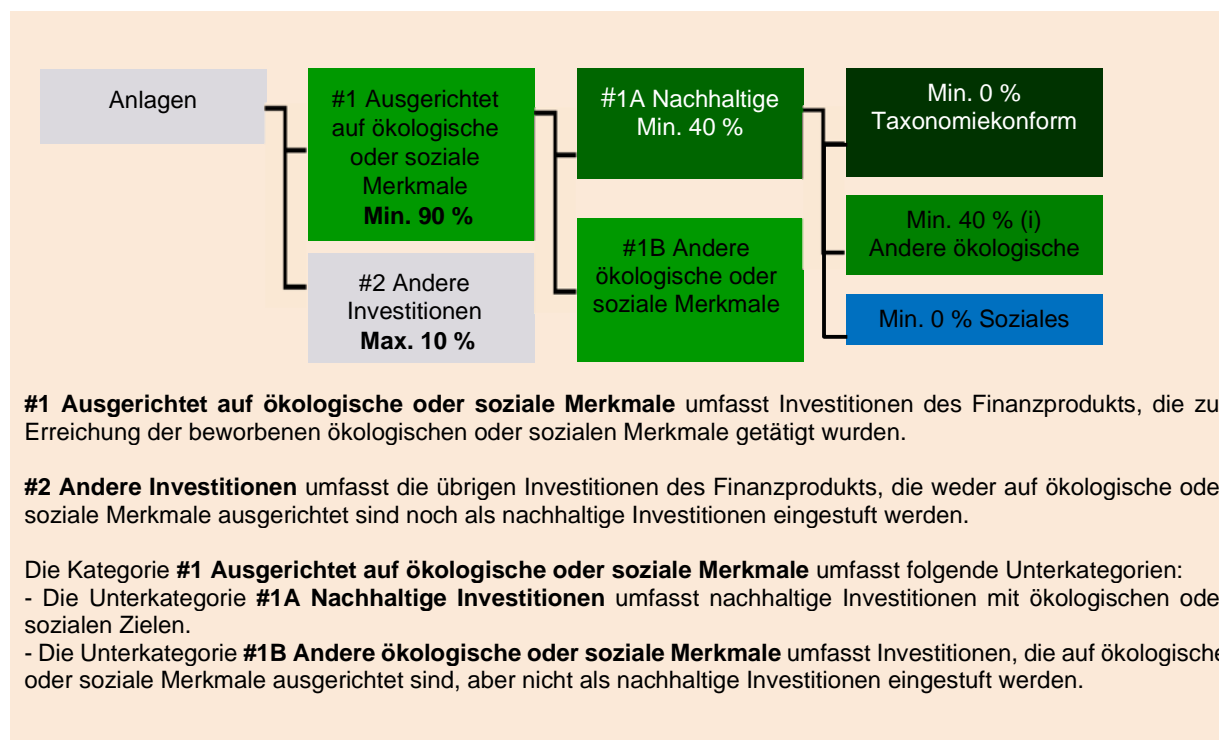 Anlagen
#1 Ausgerichtet
auf ökologische
oder soziale
Merkmale
Min. 90 %
#2 Andere
Investitionen
Max. 10 %
#1A Nachhaltige
Min. 40 %
#1B Andere
ökologische oder
soziale Merkmale
Min. 0 %
Taxonomiekonform
Min. 40 % (i)
Andere ökologische
Min. 0 % Soziales
#1 Ausgerichtet auf ökologische oder soziale Merkmale umfasst Investitionen des Finanzprodukts, die zu
Erreichung der beworbenen ökologischen oder sozialen Merkmale getätigt wurden.
#2 Andere Investitionen umfasst die übrigen Investitionen des Finanzprodukts, die weder auf ökologische ode
soziale Merkmale ausgerichtet sind noch als nachhaltige Investitionen eingestuft werden.
Die Kategorie #1 Ausgerichtet auf ökologische oder soziale Merkmale umfasst folgende Unterkategorien:
- Die Unterkategorie #1A Nachhaltige Investitionen umfasst nachhaltige Investitionen mit ökologischen ode
sozialen Zielen.
- Die Unterkategorie #1B Andere ökologische oder soziale Merkmale umfasst Investitionen, die auf ökologische
oder soziale Merkmale ausgerichtet sind, aber nicht als nachhaltige Investitionen eingestuft werden.